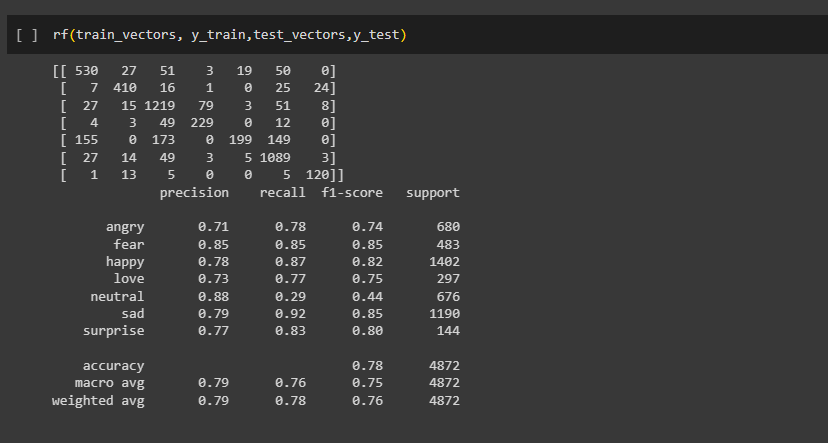 [ ] rf(train_vectors, y_train,test_vectors,y_test)
[[ 530 27 51 3 19 50 0]
[ 7 410 16 1 0 25 24]
[ 27 15 1219 79 3 51 8]
[ 4 3 49 229 0 12 0]
[ 155 0 173 0 199 149 0]
[ 27 14 49 3 5 1089 3]
[ 1 13 5 0 0 5 120]]
precision recall f1-score support
angry 0.71 0.78 0.74 680
fear 0.85 0.85 0.85 483
happy 0.78 0.87 0.82 1402
love 0.73 0.77 0.75 297
neutral 0.88 0.29 0.44 676
sad 0.79 0.92 0.85 1190
surprise 0.77 0.83 0.80 144
accuracy 0.78 4872
macro avg 0.79 0.76 0.75 4872
weighted avg 0.79 0.78 0.76 4872